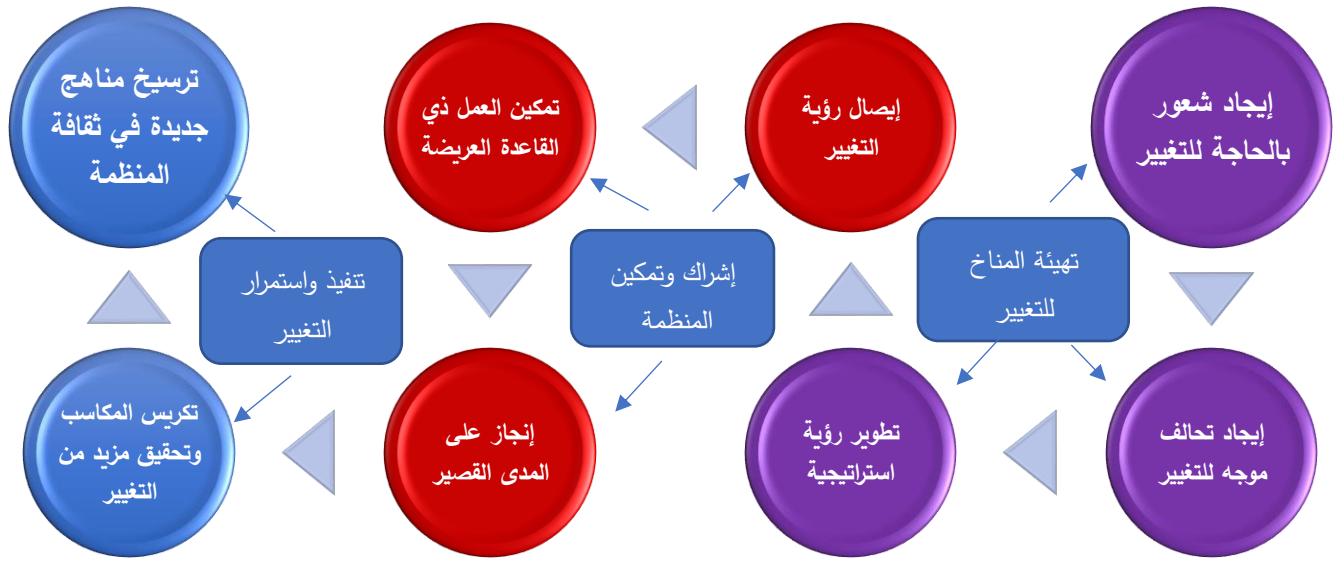 إيجاد شعور
بالحاجة للتغيير
إيصال رؤية
التغيير
تمكين العمل ذي
القاعدة العريضة
ترسيخ مناهج
جديدة في ثقافة
المنظمة
تهيئة المناخ
للتغيير
إشراك وتمكين
المنظمة
تنفيذ واستمرار
التغيير
إيجاد تحالف
موجه للتغيير
تطوير رؤية
استراتيجية
إنجاز على
المدى القصير
تكريس المكاسب
وتحقيق مزيد من
التغيير